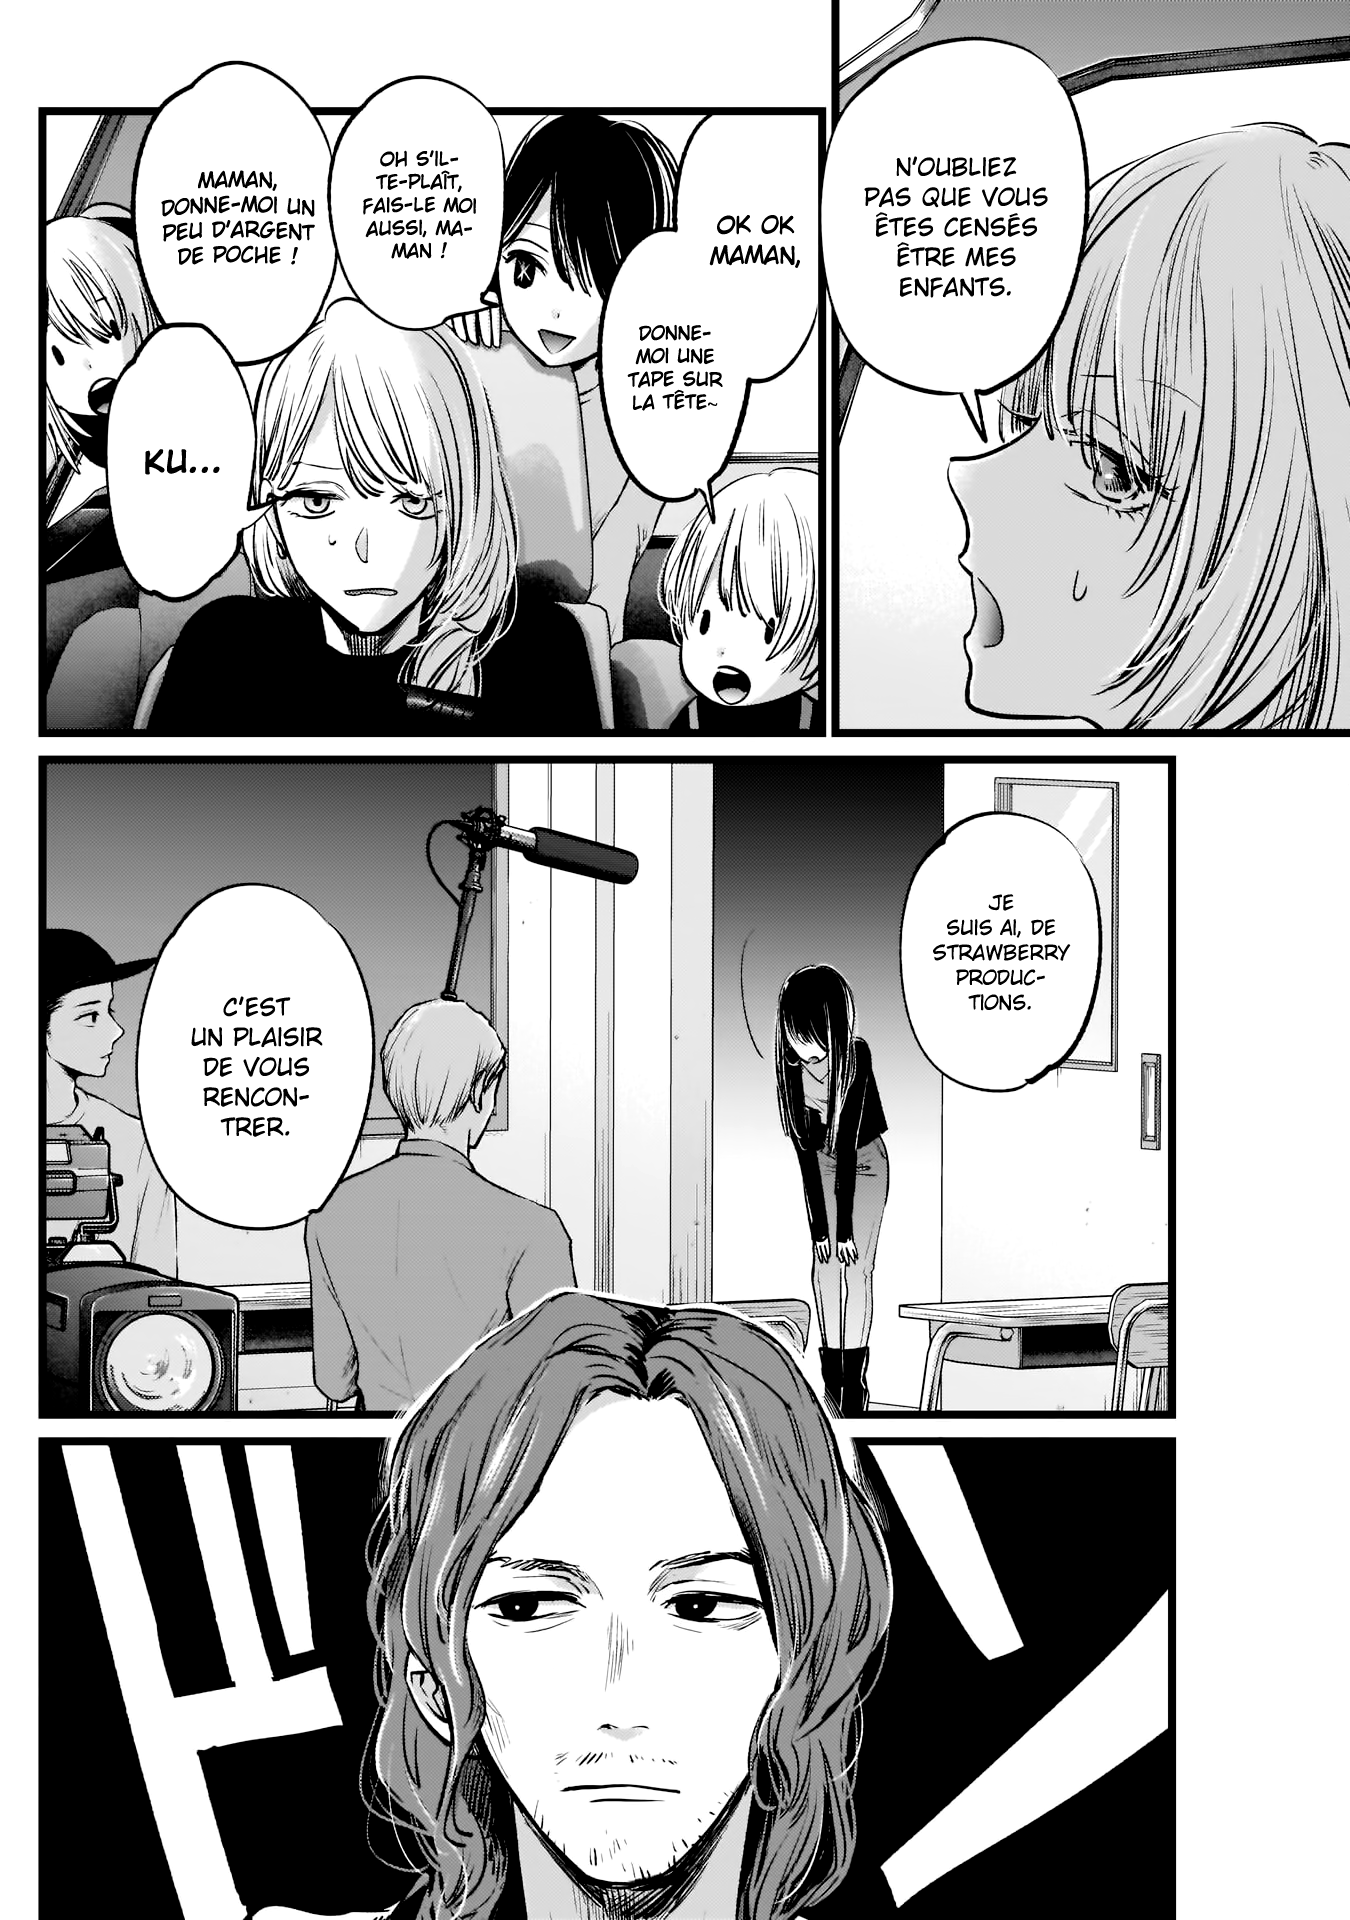 N'OUBLIEZ
PAS QUE VOUS
ÊTES CENSÉS
ÊTRE MES
ENFANTS.
OK OK
MAMAN,
DONNE-
MOI UNE
TAPE SUR
LA TÊTE~
OH S'IL-
TE-PLAÎT,
FAIS-LE MOI
AUSSI, MA-
MAN !
MAMAN,
DONNE-MOI UN
PEU D'ARGENT
DE POCHE !
KU...
JE
SUIS AI, DE
STRAWBERRY
PRODUC-
TIONS.
C'EST
UN PLAISIR
DE VOUS
RENCON-
TRER.